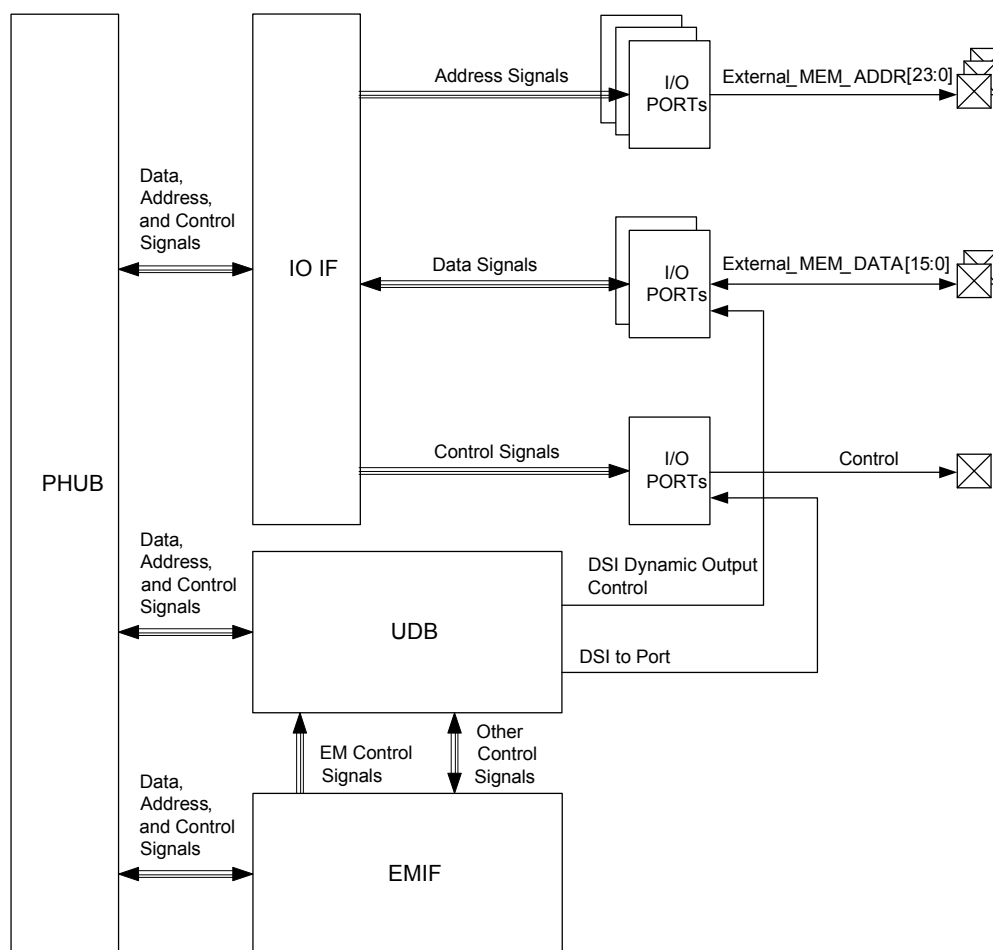 Address Signals
I/O
PORTs
External_MEM_ADDR[23:0]
Data,
Address,
and Control
Signals
IO IF
Data Signals
I/O
PORTs
External_MEM_DATA[15:0]
Control Signals
I/O
PORTs
Control
PHUB
Data,
Address,
and Control
Signals
UDB
DSI Dynamic Output
Control
DSI to Port
EM Control
Signals
Other
Control
Signals
Data,
Address,
and Control
Signals
EMIF